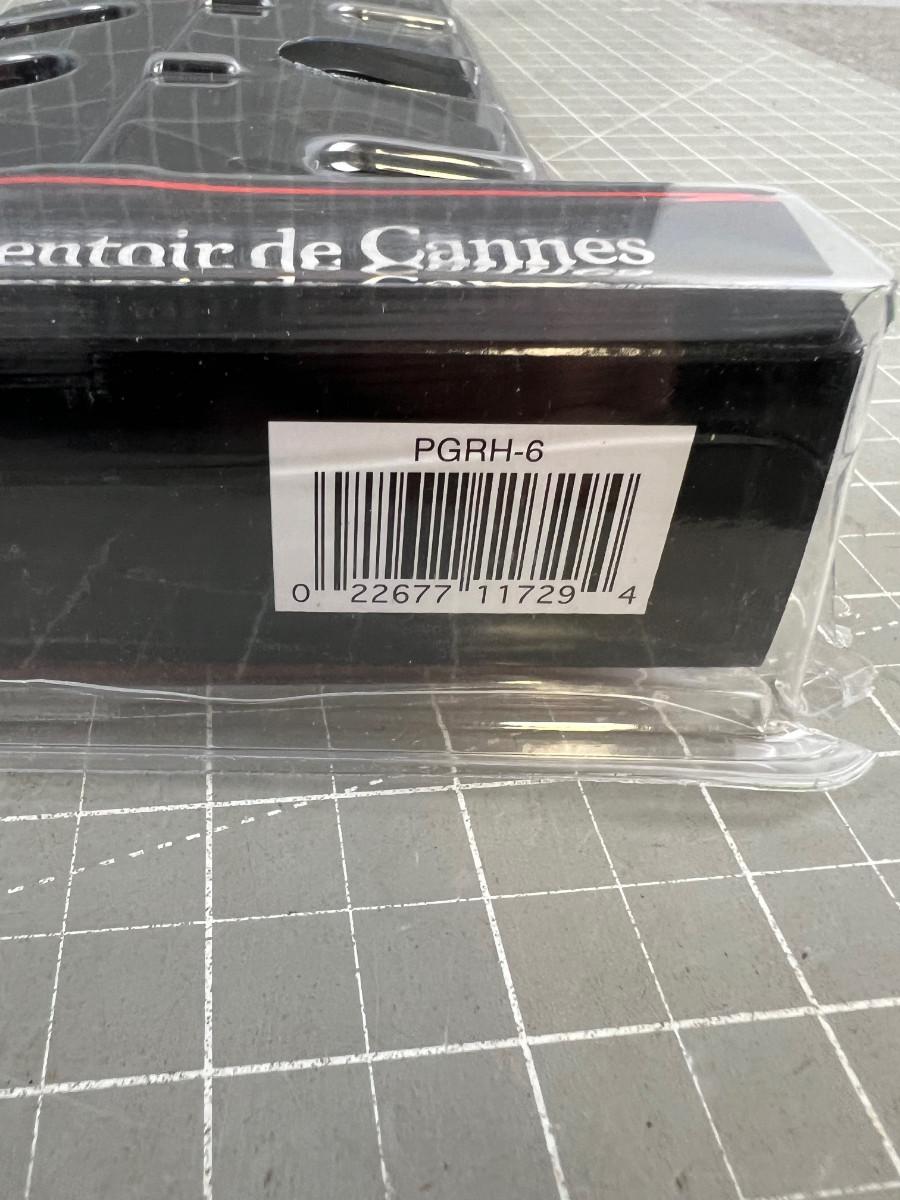 entoir de Cannes
PGRH-6
0 22677 11729 4